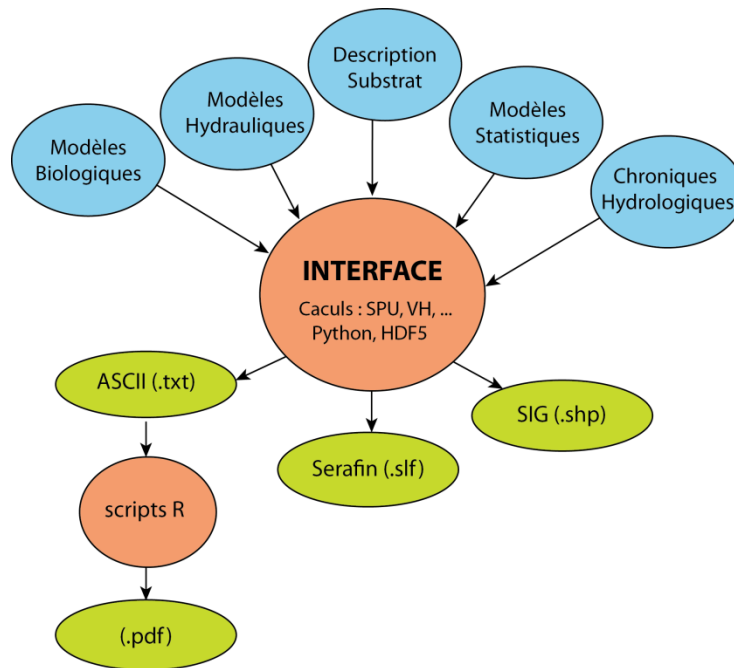 Description
Substrat
Modèles
Hydrauliques
Modèles
Statistiques
Modèles
Biologiques
Chroniques
Hydrologiques
INTERFACE
Caculs : SPU, VH, ...
Python, HDF5
ASCII (.txt)
SIG (.shp)
Serafin (.slf)
scripts R
(.pdf)